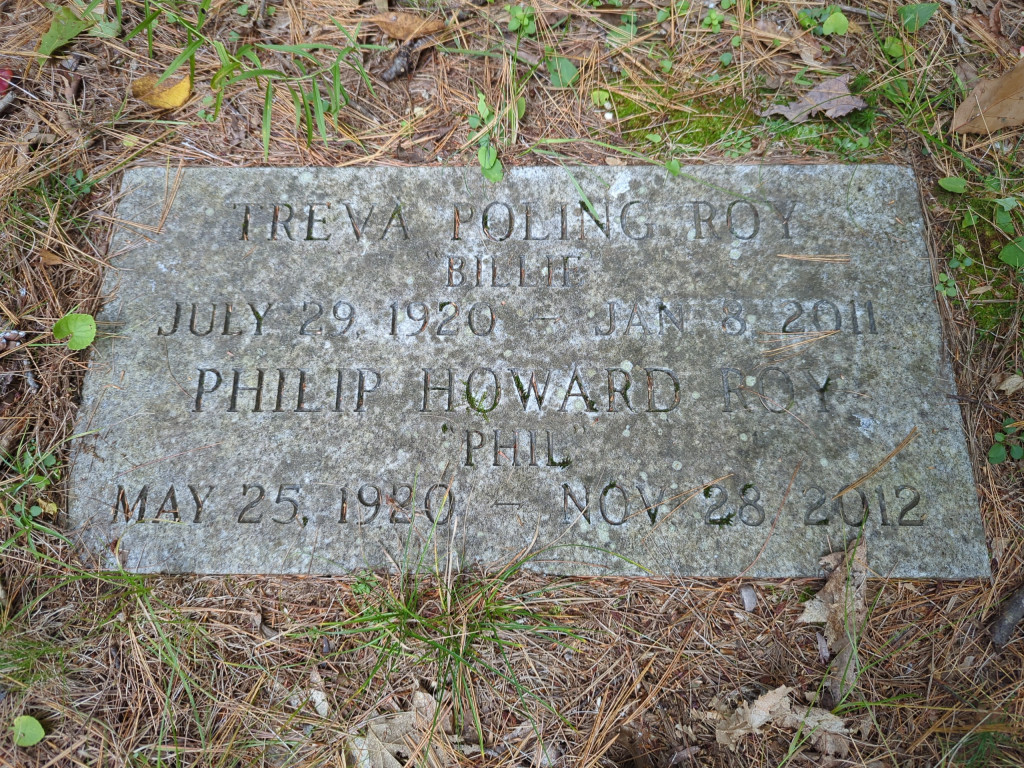 TREVA POLING ROY
"BILLIE"
JULY 29, 1920 - JAN 8 2011
PHILIP HOWARD ROY
"PHIL"
MAY 25, 1920 - NOV 28 2012